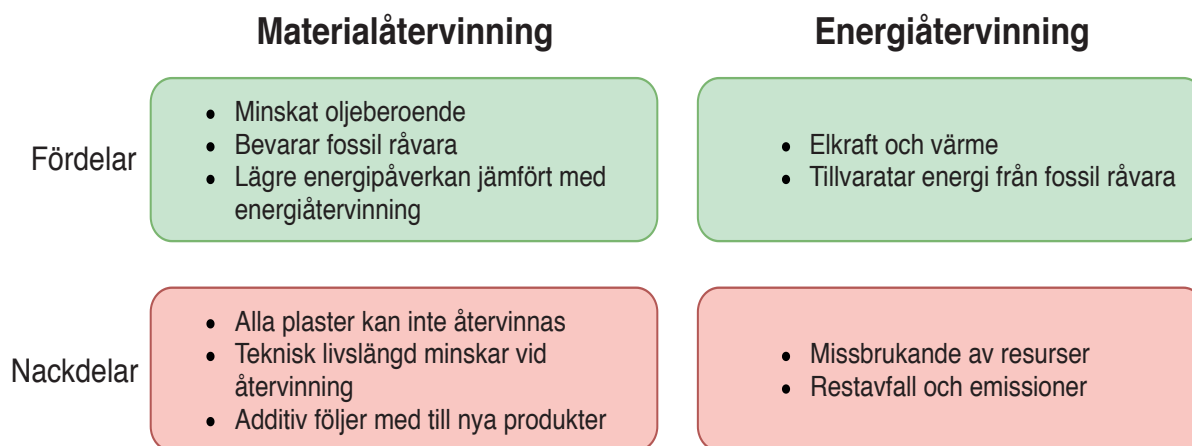 Materialåtervinning
Energiåtervinning
Fördelar
• Minskat oljeberoende
• Bevarar fossil råvara
• Lägre energipåverkan jämfört med
energiåtervinning
• Elkraft och värme
• Tillvaratar energi från fossil råvara
Nackdelar
• Alla plaster kan inte återvinnas
• Teknisk livslängd minskar vid
återvinning
• Additiv följer med till nya produkter
• Missbrukande av resurser
• Restavfall och emissioner